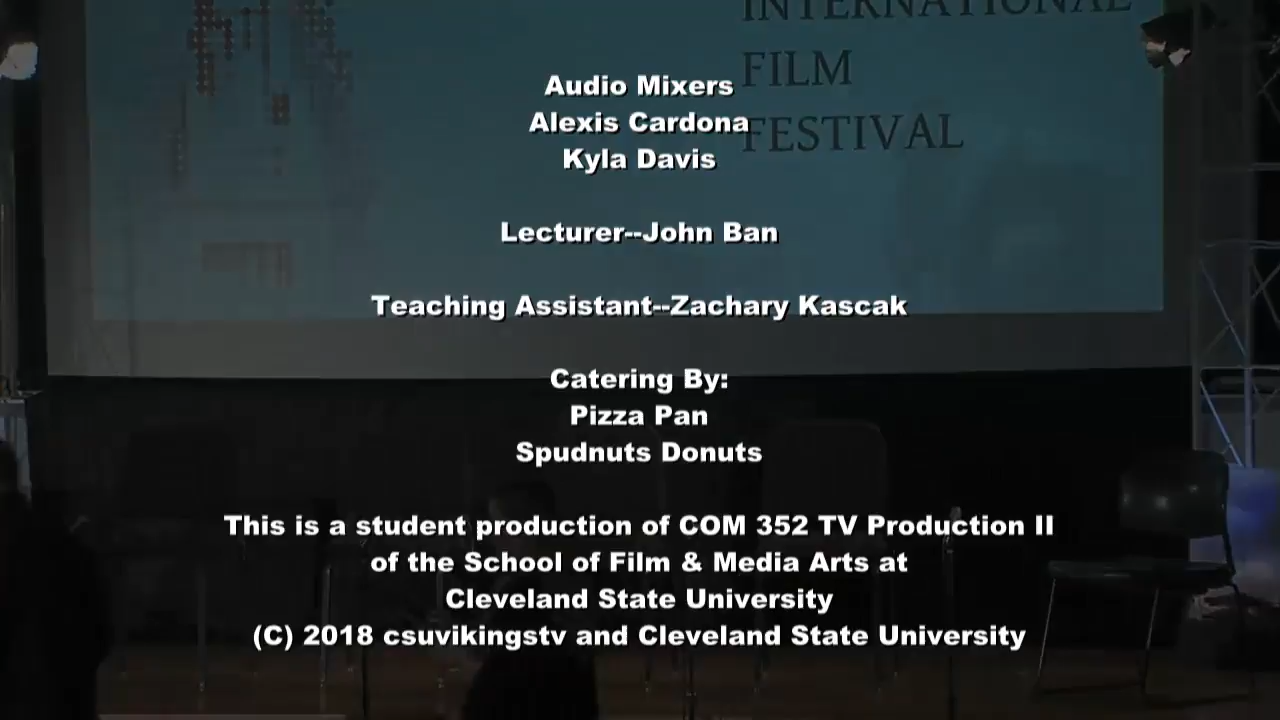 INTERNATIONAL
FILM
FESTIVAL
Audio Mixers
Alexis Cardona
Kyla Davis
Lecturer--John Ban
Teaching Assistant--Zachary Kascak
Catering By:
Pizza Pan
Spudnuts Donuts
This is a student production of COM 352 TV Production II
of the School of Film & Media Arts at
Cleveland State University
(C) 2018 csuvikingstv and Cleveland State University